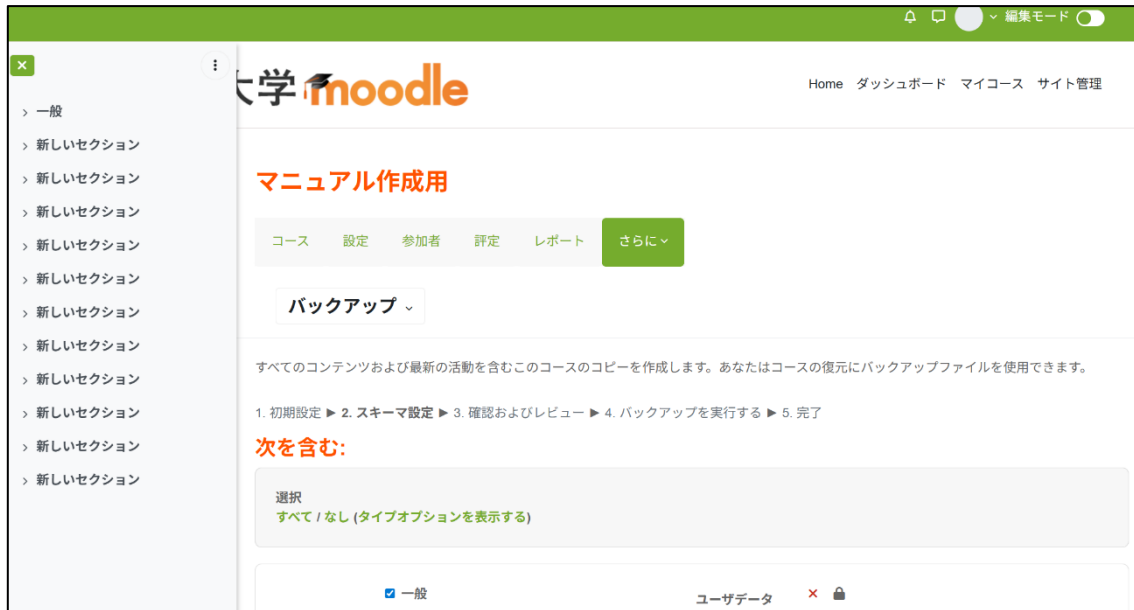 編集モード
大学 moodle
Home ダッシュボード マイコース サイト管理
一般
新しいセクション
新しいセクション
新しいセクション
新しいセクション
新しいセクション
新しいセクション
新しいセクション
新しいセクション
新しいセクション
新しいセクション
新しいセクション
マニュアル作成用
コース 設定 参加者 評定 レポート さらに
バックアップ
すべてのコンテンツおよび最新の活動を含むこのコースのコピーを作成します。あなたはコースの復元にバックアップファイルを使用できます。
1. 初期設定 ► 2. スキーマ設定 ► 3. 確認およびレビュー ► 4. バックアップを実行する ► 5. 完了
次を含む:
選択
すべて / なし (タイプオプションを表示する)
一般 ユーザデータ